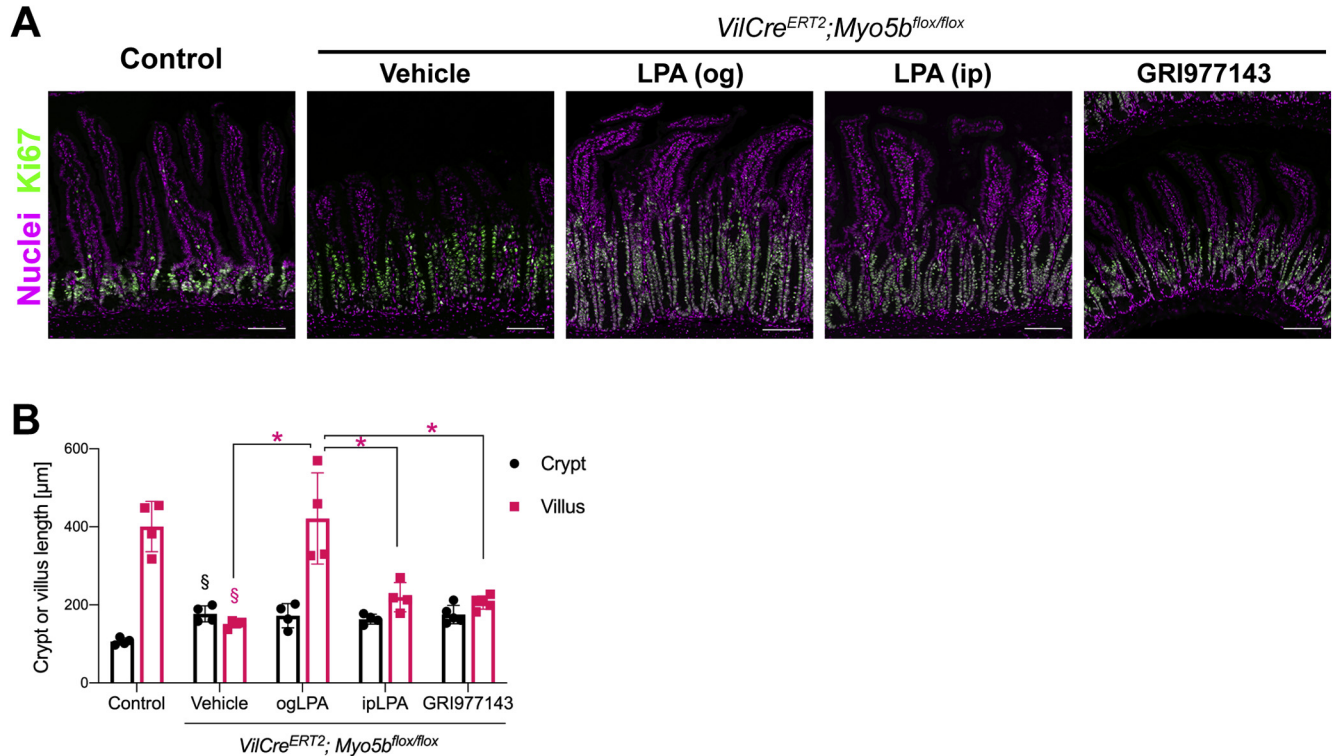 A
VilCreERT2;Myo5bflox/flox
Control
Vehicle
LPA (og)
LPA (ip)
GRI977143
Nuclei Ki67
B
Crypt or villus length [µm]
600
400
200
0
*
*
*
§
§
Crypt
Villus
Control
Vehicle
ogLPA
ipLPA
GRI977143
VilCreERT2; Myo5bflox/flox